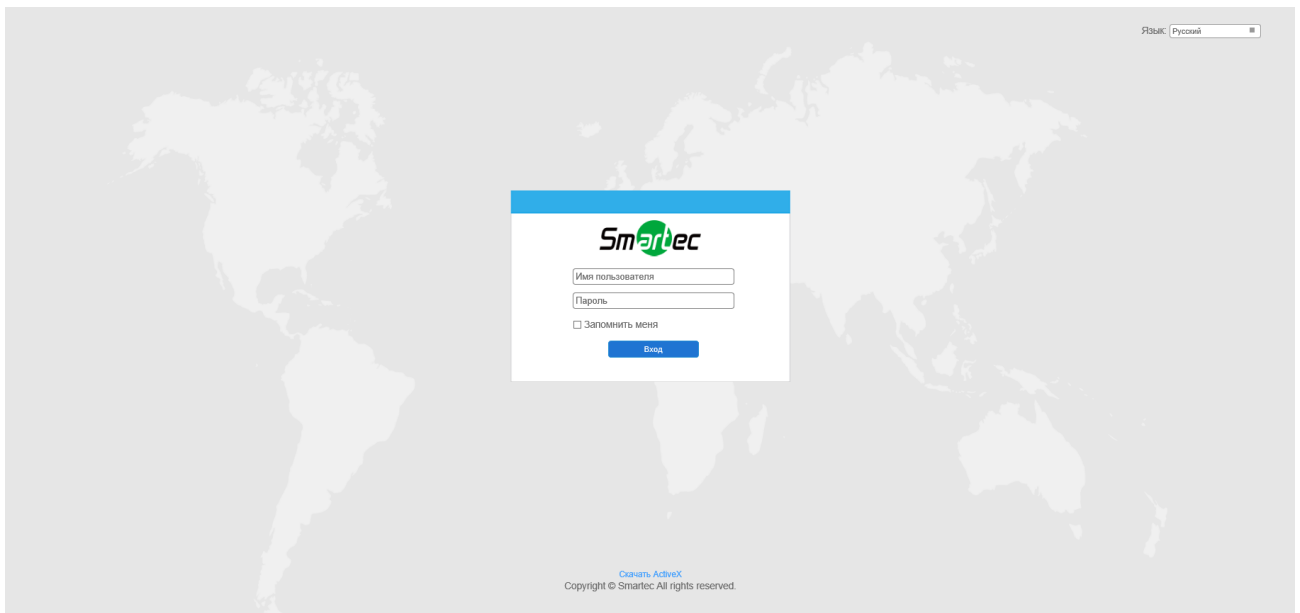 Язык: Русский
Smartec
Имя пользователя
Пароль
Запомнить меня
Вход
Скачать ActiveX
Copyright © Smartec All rights reserved.